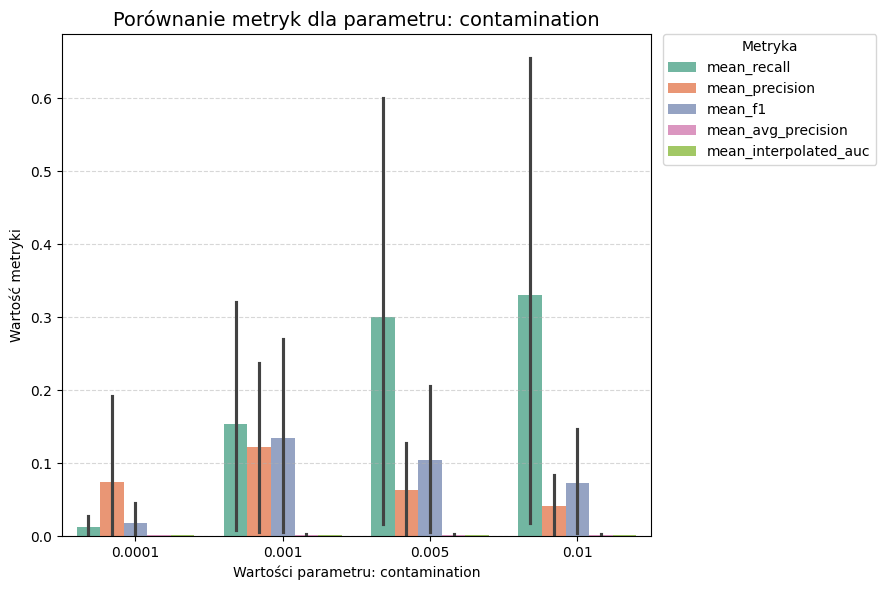 Porównanie metryk dla parametru: contamination
Metryka
mean_recall
mean_precision
mean_f1
mean_avg_precision
mean_interpolated_auc
Wartość metryki
0.6
0.5
0.4
0.3
0.2
0.1
0.0
0.0001 0.001 0.005 0.01
Wartości parametru: contamination